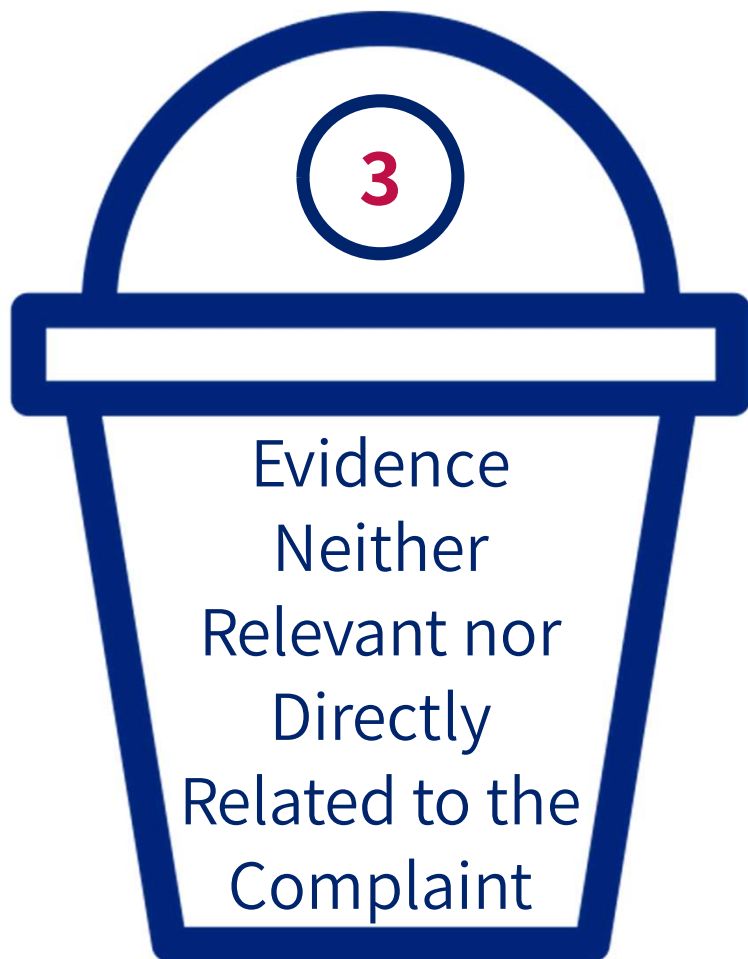 3
Evidence
Neither
Relevant nor
Directly
Related to the
Complaint